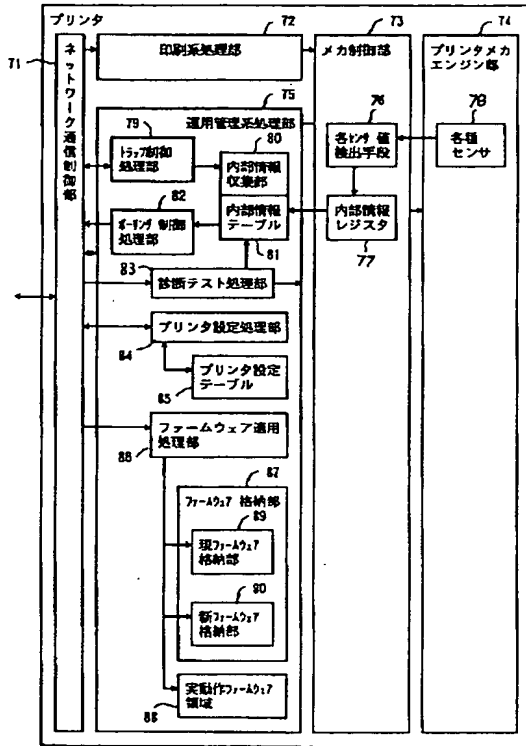 プリンタ
71
ネットワーク通信制御部
72
印刷系処理部
73
メカ制御部
74
プリンタメカ
エンジン部
75
運用管理系処理部
76
各センサ 値
検出手段
78
各種
センサ
79
トラップ制御
処理部
80
内部情報
収集部
82
ポーリング 制御
処理部
内部情報
テーブル
81
内部情報
レジスタ
77
83
診断テスト処理部
プリンタ設定処理部
84
プリンタ設定
テーブル
85
ファームウェア適用
処理部
86
87
ファームウェア 格納部
89
現ファームウェア
格納部
90
新ファームウェア
格納部
実動作ファームウェア
領域
88